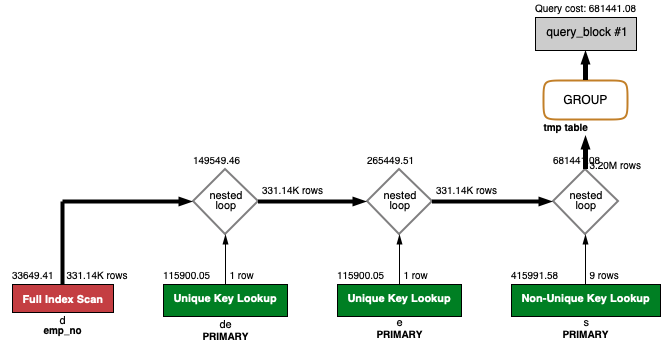 Query cost: 681441.08
query_block #1
GROUP
tmp table
149549.46
265449.51
681441.08
3.20M rows
nested
loop
331.14K rows
nested
loop
331.14K rows
nested
loop
33649.41
331.14K rows
115900.05
1 row
115900.05
1 row
415991.58
9 rows
Full Index Scan
Unique Key Lookup
Unique Key Lookup
Non-Unique Key Lookup
d
emp_no
de
PRIMARY
e
PRIMARY
s
PRIMARY